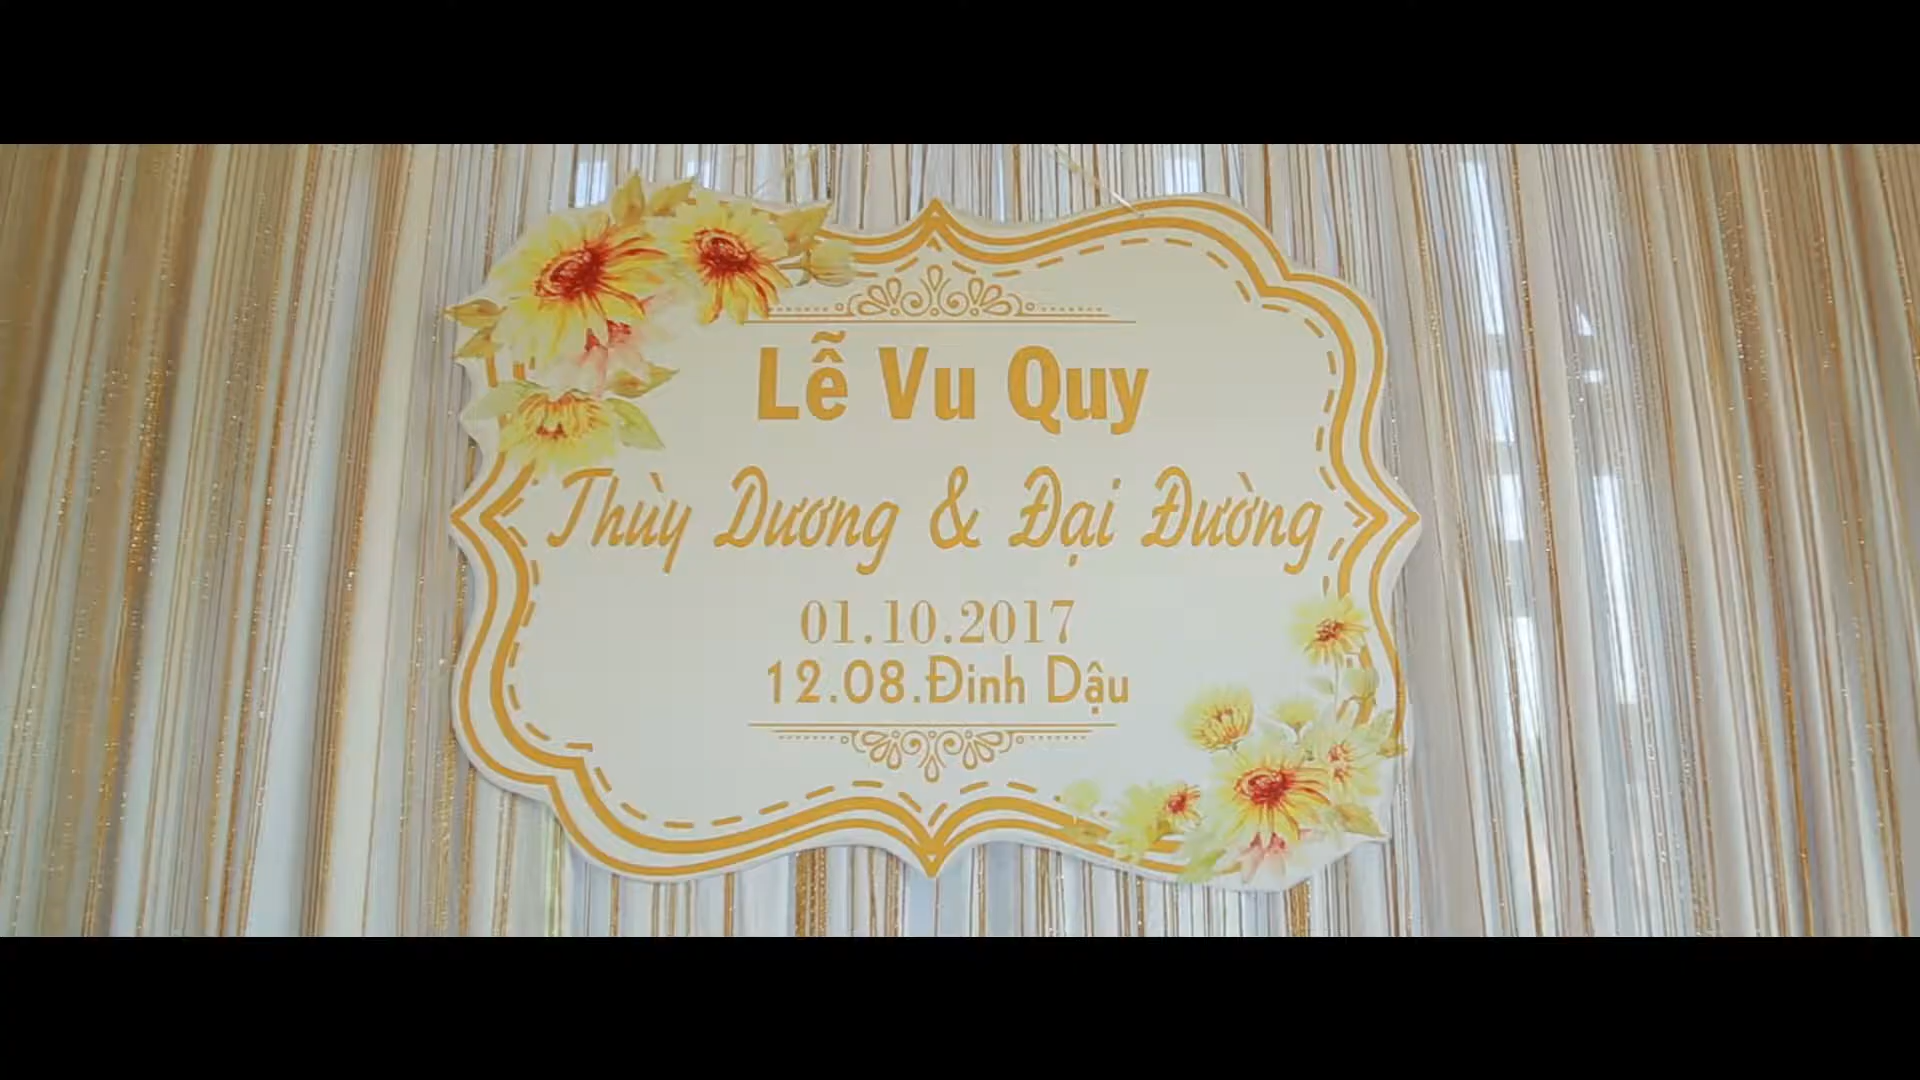 Lễ Vu Quy
Thùy Dương & Đại Đường
01.10.2017
12.08.Đinh Dậu